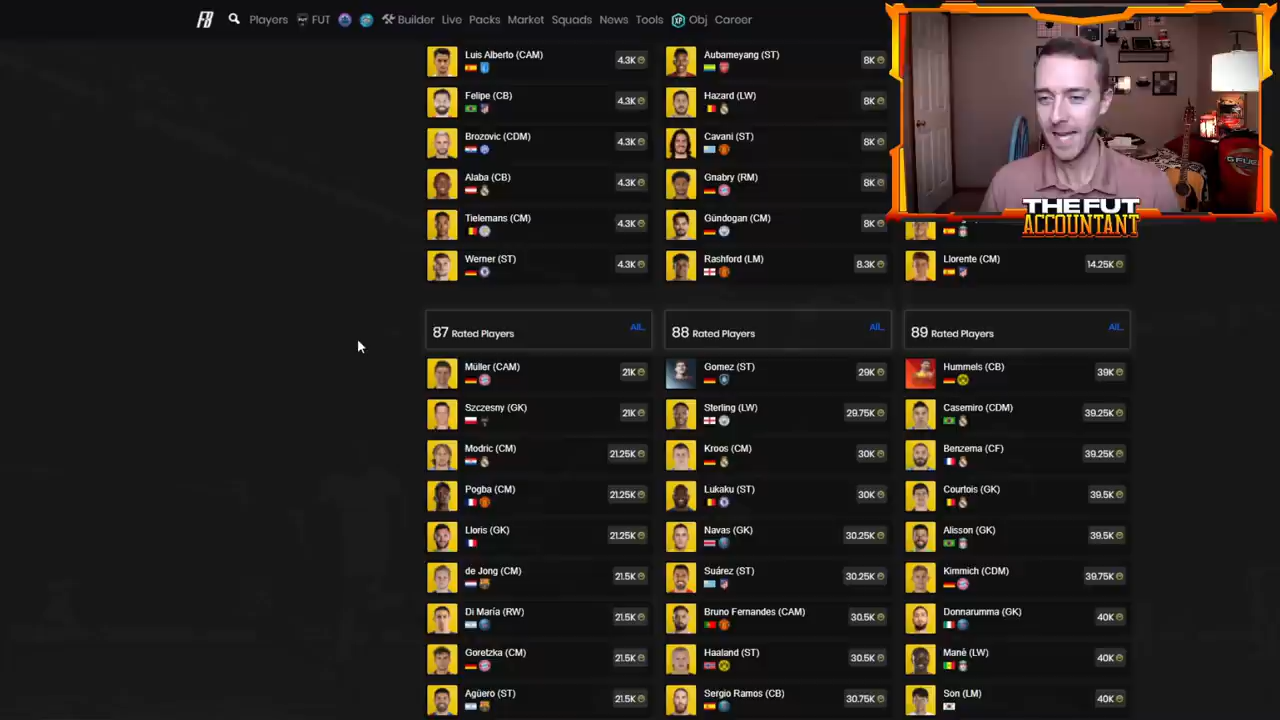 FB Players FUT Builder Live Packs Market Squads News Tools XP Obj Career
Luis Alberto (CAM) 4.3K
Felipe (CB) 4.3K
Brozovic (CDM) 4.3K
Alaba (CB) 4.3K
Tielemans (CM) 4.3K
Werner (ST) 4.3K
Aubameyang (ST) 8K
Hazard (LW) 8K
Cavani (ST) 8K
Gnabry (RM) 8K
Gündogan (CM) 8K
Rashford (LM) 8.3K
Llorente (CM) 14.25K
THE FUT
ACCOUNTANT
G FUEL
87 Rated Players All..
Müller (CAM) 21K
Szczesny (GK) 21K
Modric (CM) 21.25K
Pogba (CM) 21.25K
Lloris (GK) 21.25K
de Jong (CM) 21.5K
Di María (RW) 21.5K
Goretzka (CM) 21.5K
Agüero (ST) 21.5K
88 Rated Players All..
Gomez (ST) 29K
Sterling (LW) 29.75K
Kroos (CM) 30K
Lukaku (ST) 30K
Navas (GK) 30.25K
Suárez (ST) 30.25K
Bruno Fernandes (CAM) 30.5K
Haaland (ST) 30.5K
Sergio Ramos (CB) 30.75K
89 Rated Players All..
Hummels (CB) 39K
Casemiro (CDM) 39.25K
Benzema (CF) 39.25K
Courtois (GK) 39.5K
Alisson (GK) 39.5K
Kimmich (CDM) 39.75K
Donnarumma (GK) 40K
Mané (LW) 40K
Son (LM) 40K